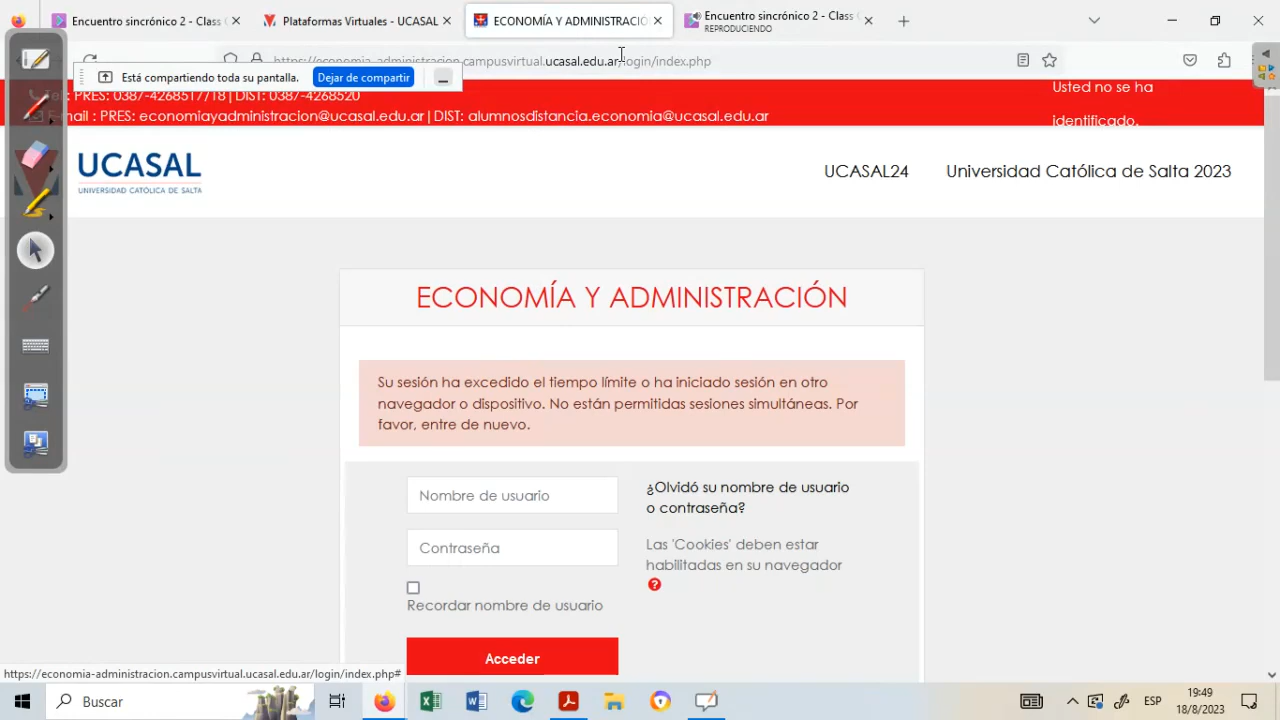 Encuentro sincrónico 2 - Class
Plataformas Virtuales - UCASAL
ECONOMÍA Y ADMINISTRACIÓ
Encuentro sincrónico 2 - Class
REPRODUCIENDO
https://economia-administracion.campusvirtual.ucasal.edu.ar/login/index.php
Está compartiendo toda su pantalla.
Dejar de compartir
Tel.: PRES: 0387-4268517/18 | DIST: 0387-4268520
E-mail : PRES: economiayadministracion@ucasal.edu.ar | DIST: alumnosdistancia.economia@ucasal.edu.ar
Usted no se ha
identificado.
UCASAL
UNIVERSIDAD CATÓLICA DE SALTA
UCASAL24
Universidad Católica de Salta 2023
ECONOMÍA Y ADMINISTRACIÓN
Su sesión ha excedido el tiempo límite o ha iniciado sesión en otro
navegador o dispositivo. No están permitidas sesiones simultáneas. Por
favor, entre de nuevo.
Nombre de usuario
Contraseña
Recordar nombre de usuario
Acceder
¿Olvidó su nombre de usuario
o contraseña?
Las 'Cookies' deben estar
habilitadas en su navegador
https://economia-administracion.campusvirtual.ucasal.edu.ar/login/index.php#
Buscar
ESP
19:49
18/8/2023